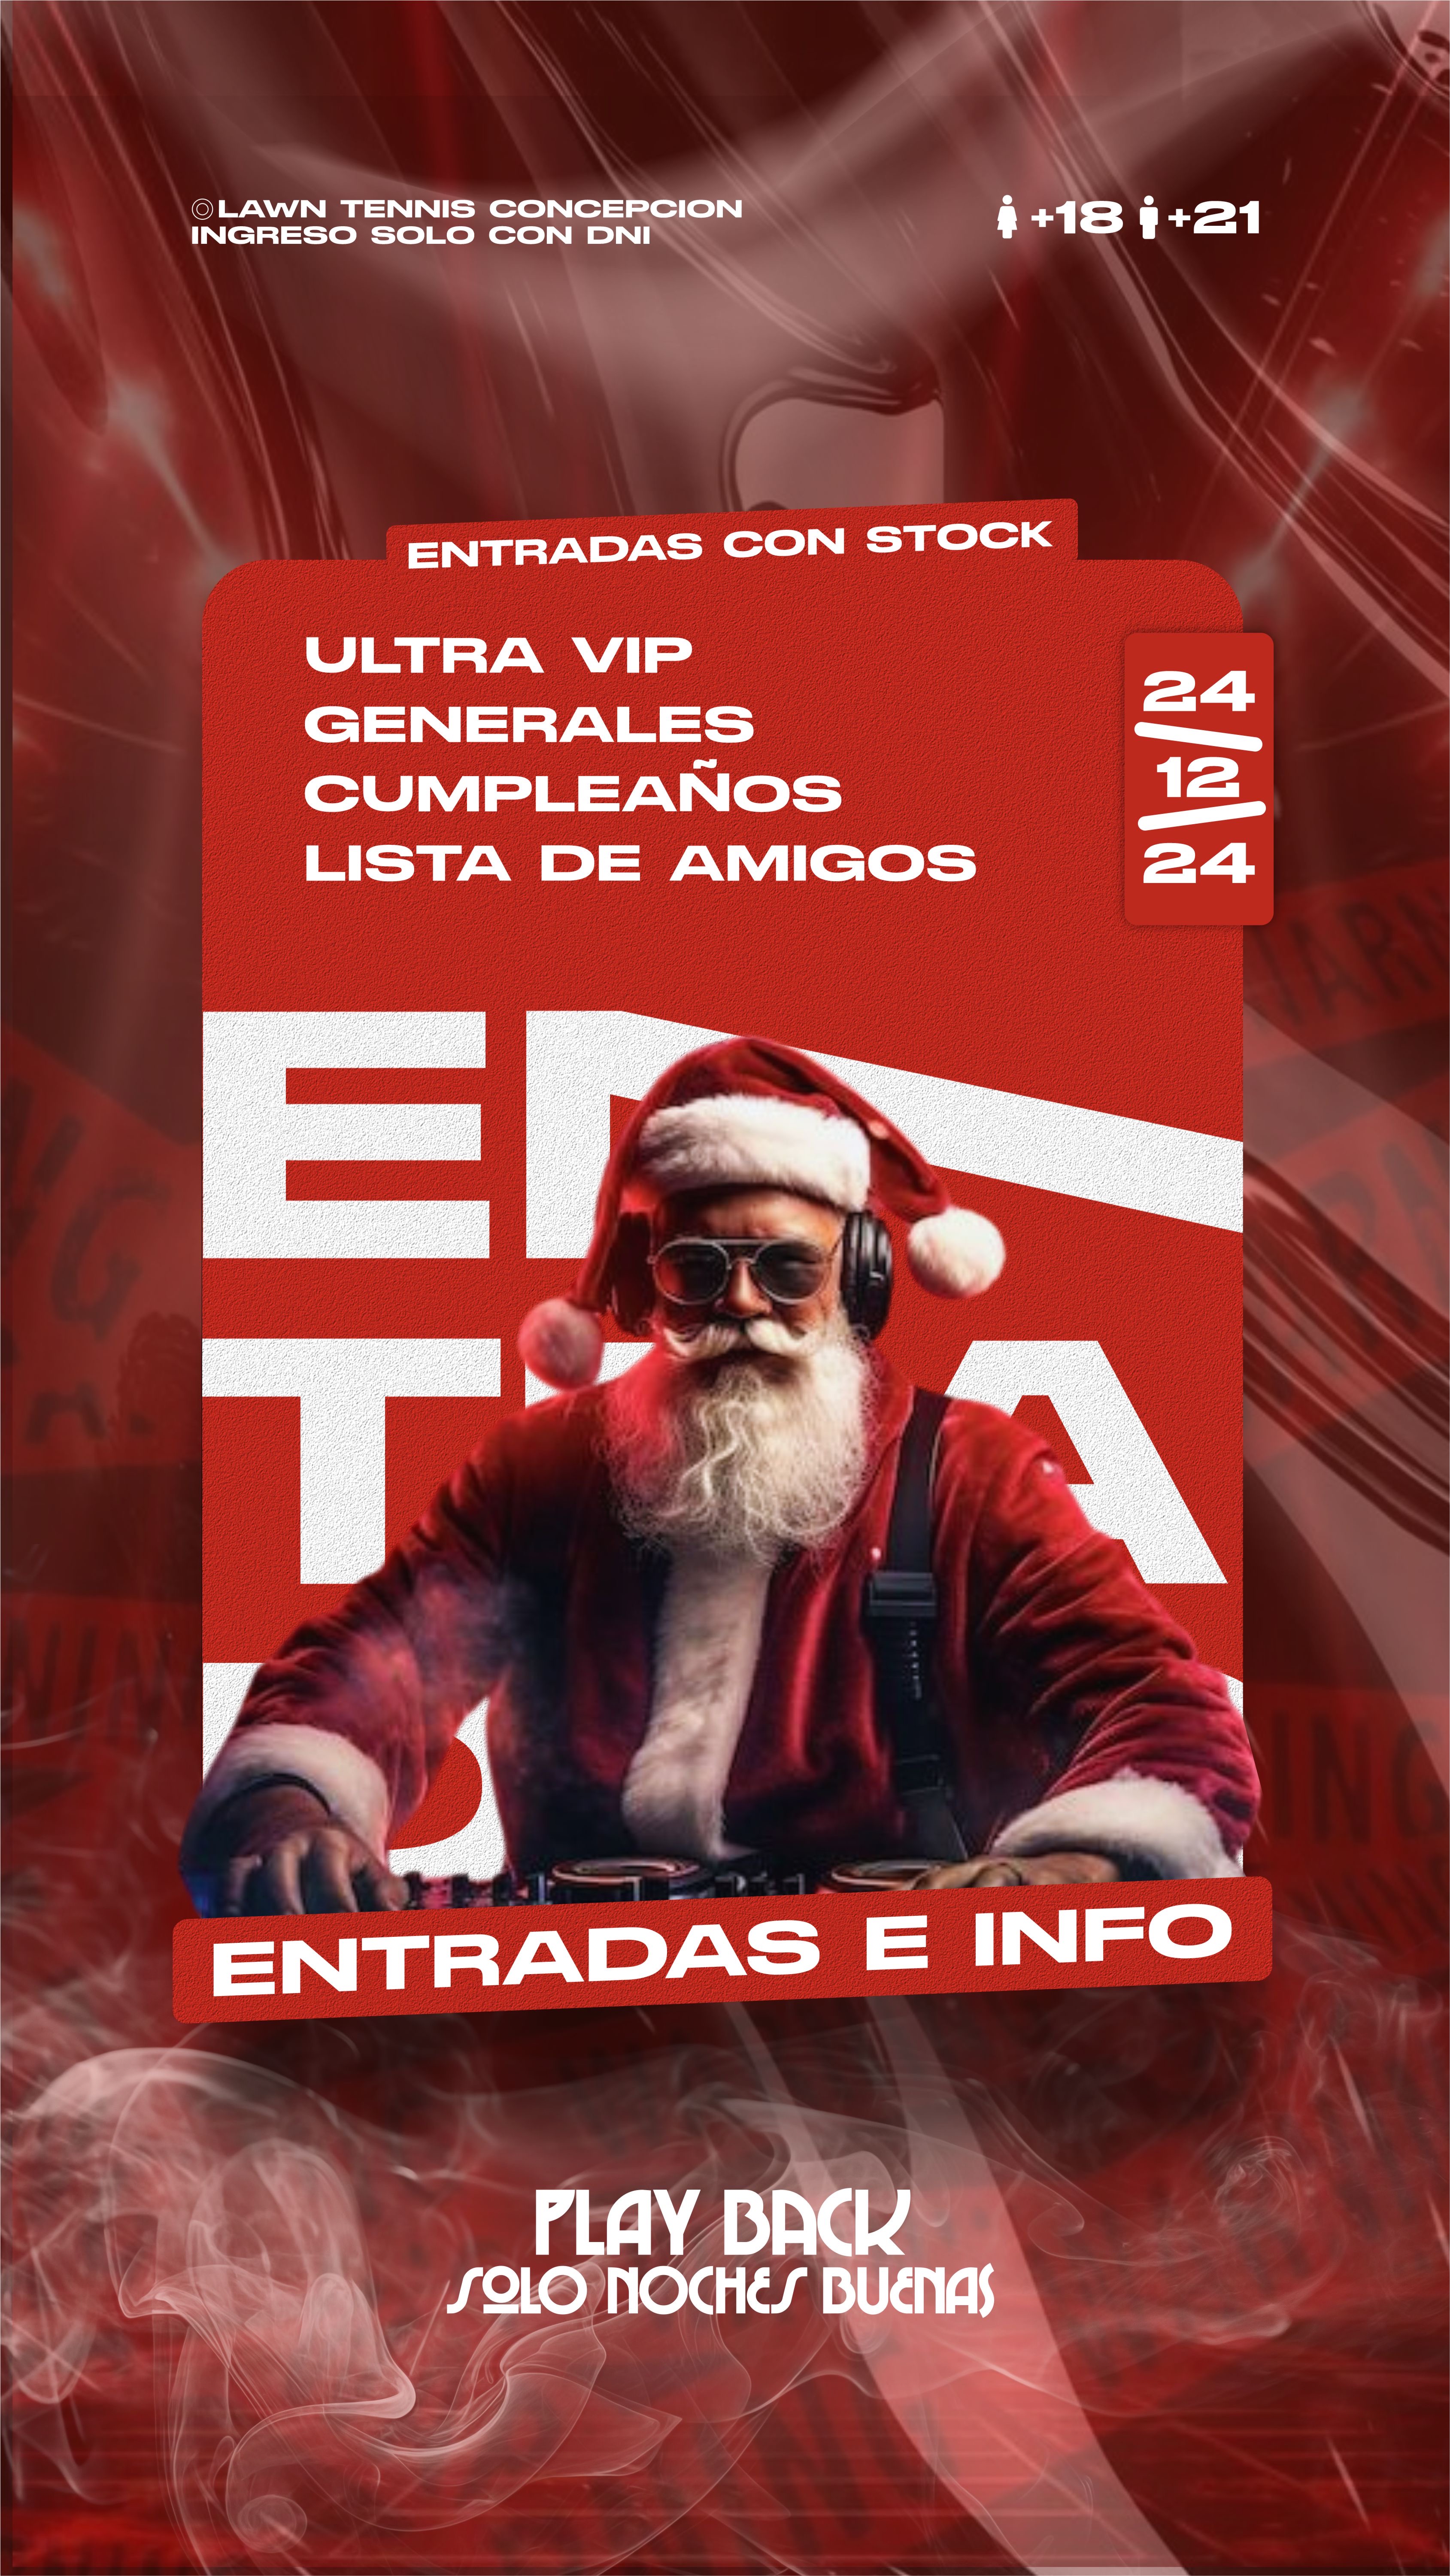 LAWN TENNIS CONCEPCION
INGRESO SOLO CON DNI
+18 +21
ENTRADAS CON STOCK
ULTRA VIP
GENERALES
CUMPLEAÑOS
LISTA DE AMIGOS
24
12
24
ENTRADAS E INFO
PLAY BACK
SOLO NOCHES BUENAS